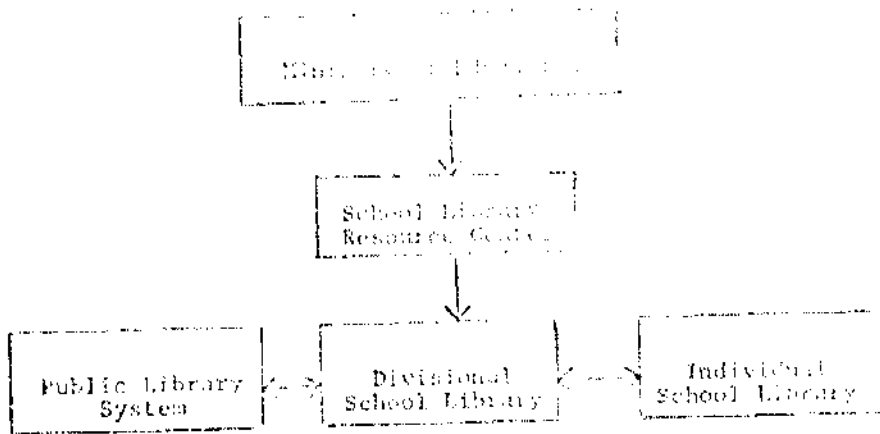 School Library
Resource
Public Library
System
Divisional
School Library
Individual
School Library